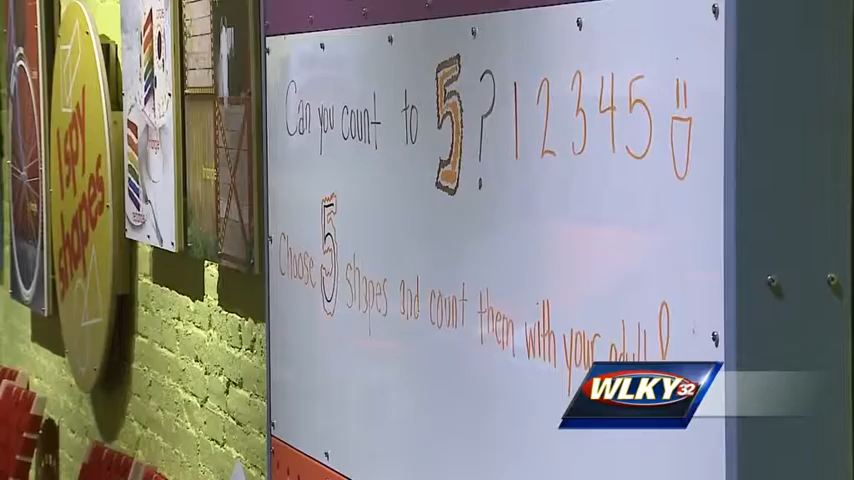 Can you count to 5? 1 2 3 4 5
Choose 5 shapes and count them with your adult!
I spy
shapes
WLKY 32